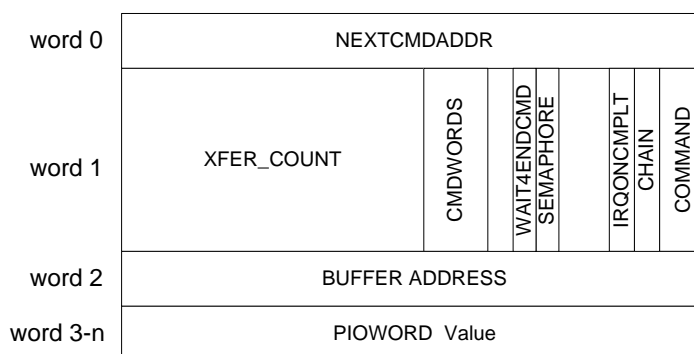 word 0
NEXTCMDADDR
word 1
XFER_COUNT
CMDWORDS
WAIT4ENDCMD
SEMAPHORE
IRQONCMPLT
CHAIN
COMMAND
word 2
BUFFER ADDRESS
word 3-n
PIOWORD Value